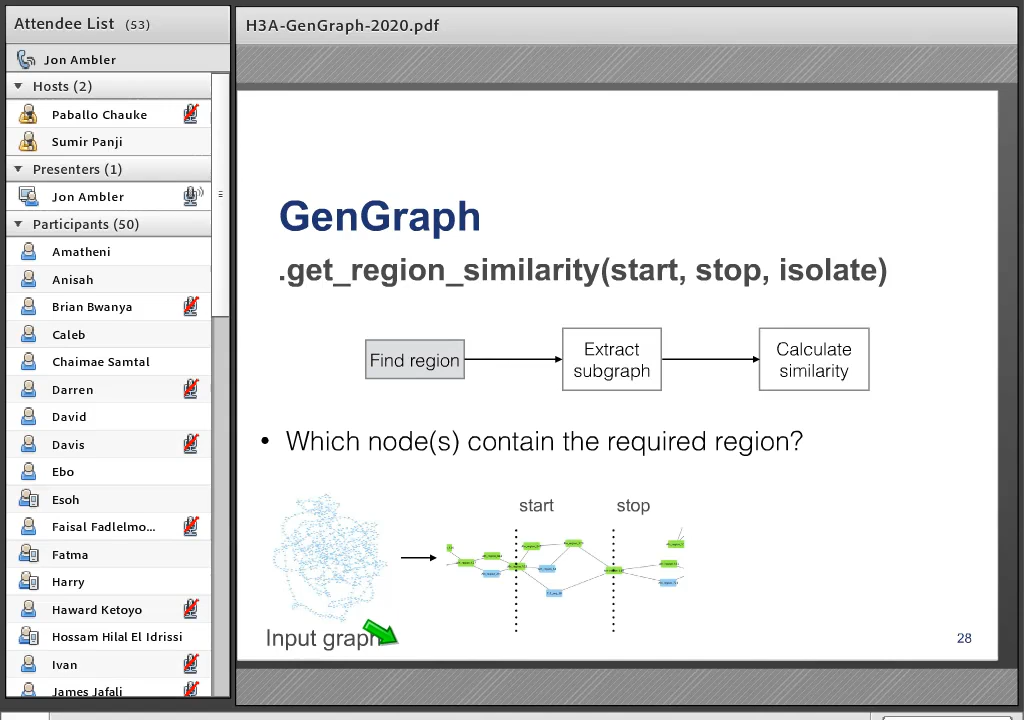 Attendee List (53)
Jon Ambler
Hosts (2)
Paballo Chauke
Sumir Panji
Presenters (1)
Jon Ambler
Participants (50)
Amatheni
Anisah
Brian Bwanya
Caleb
Chaimae Samtal
Darren
David
Davis
Ebo
Esoh
Faisal Fadlelmo...
Fatma
Harry
Haward Ketoyo
Hossam Hilal El Idrissi
Ivan
James Jafali
H3A-GenGraph-2020.pdf
GenGraph
.get_region_similarity(start, stop, isolate)
Find region
Extract
subgraph
Calculate
similarity
• Which node(s) contain the required region?
start
stop
Input graph
28